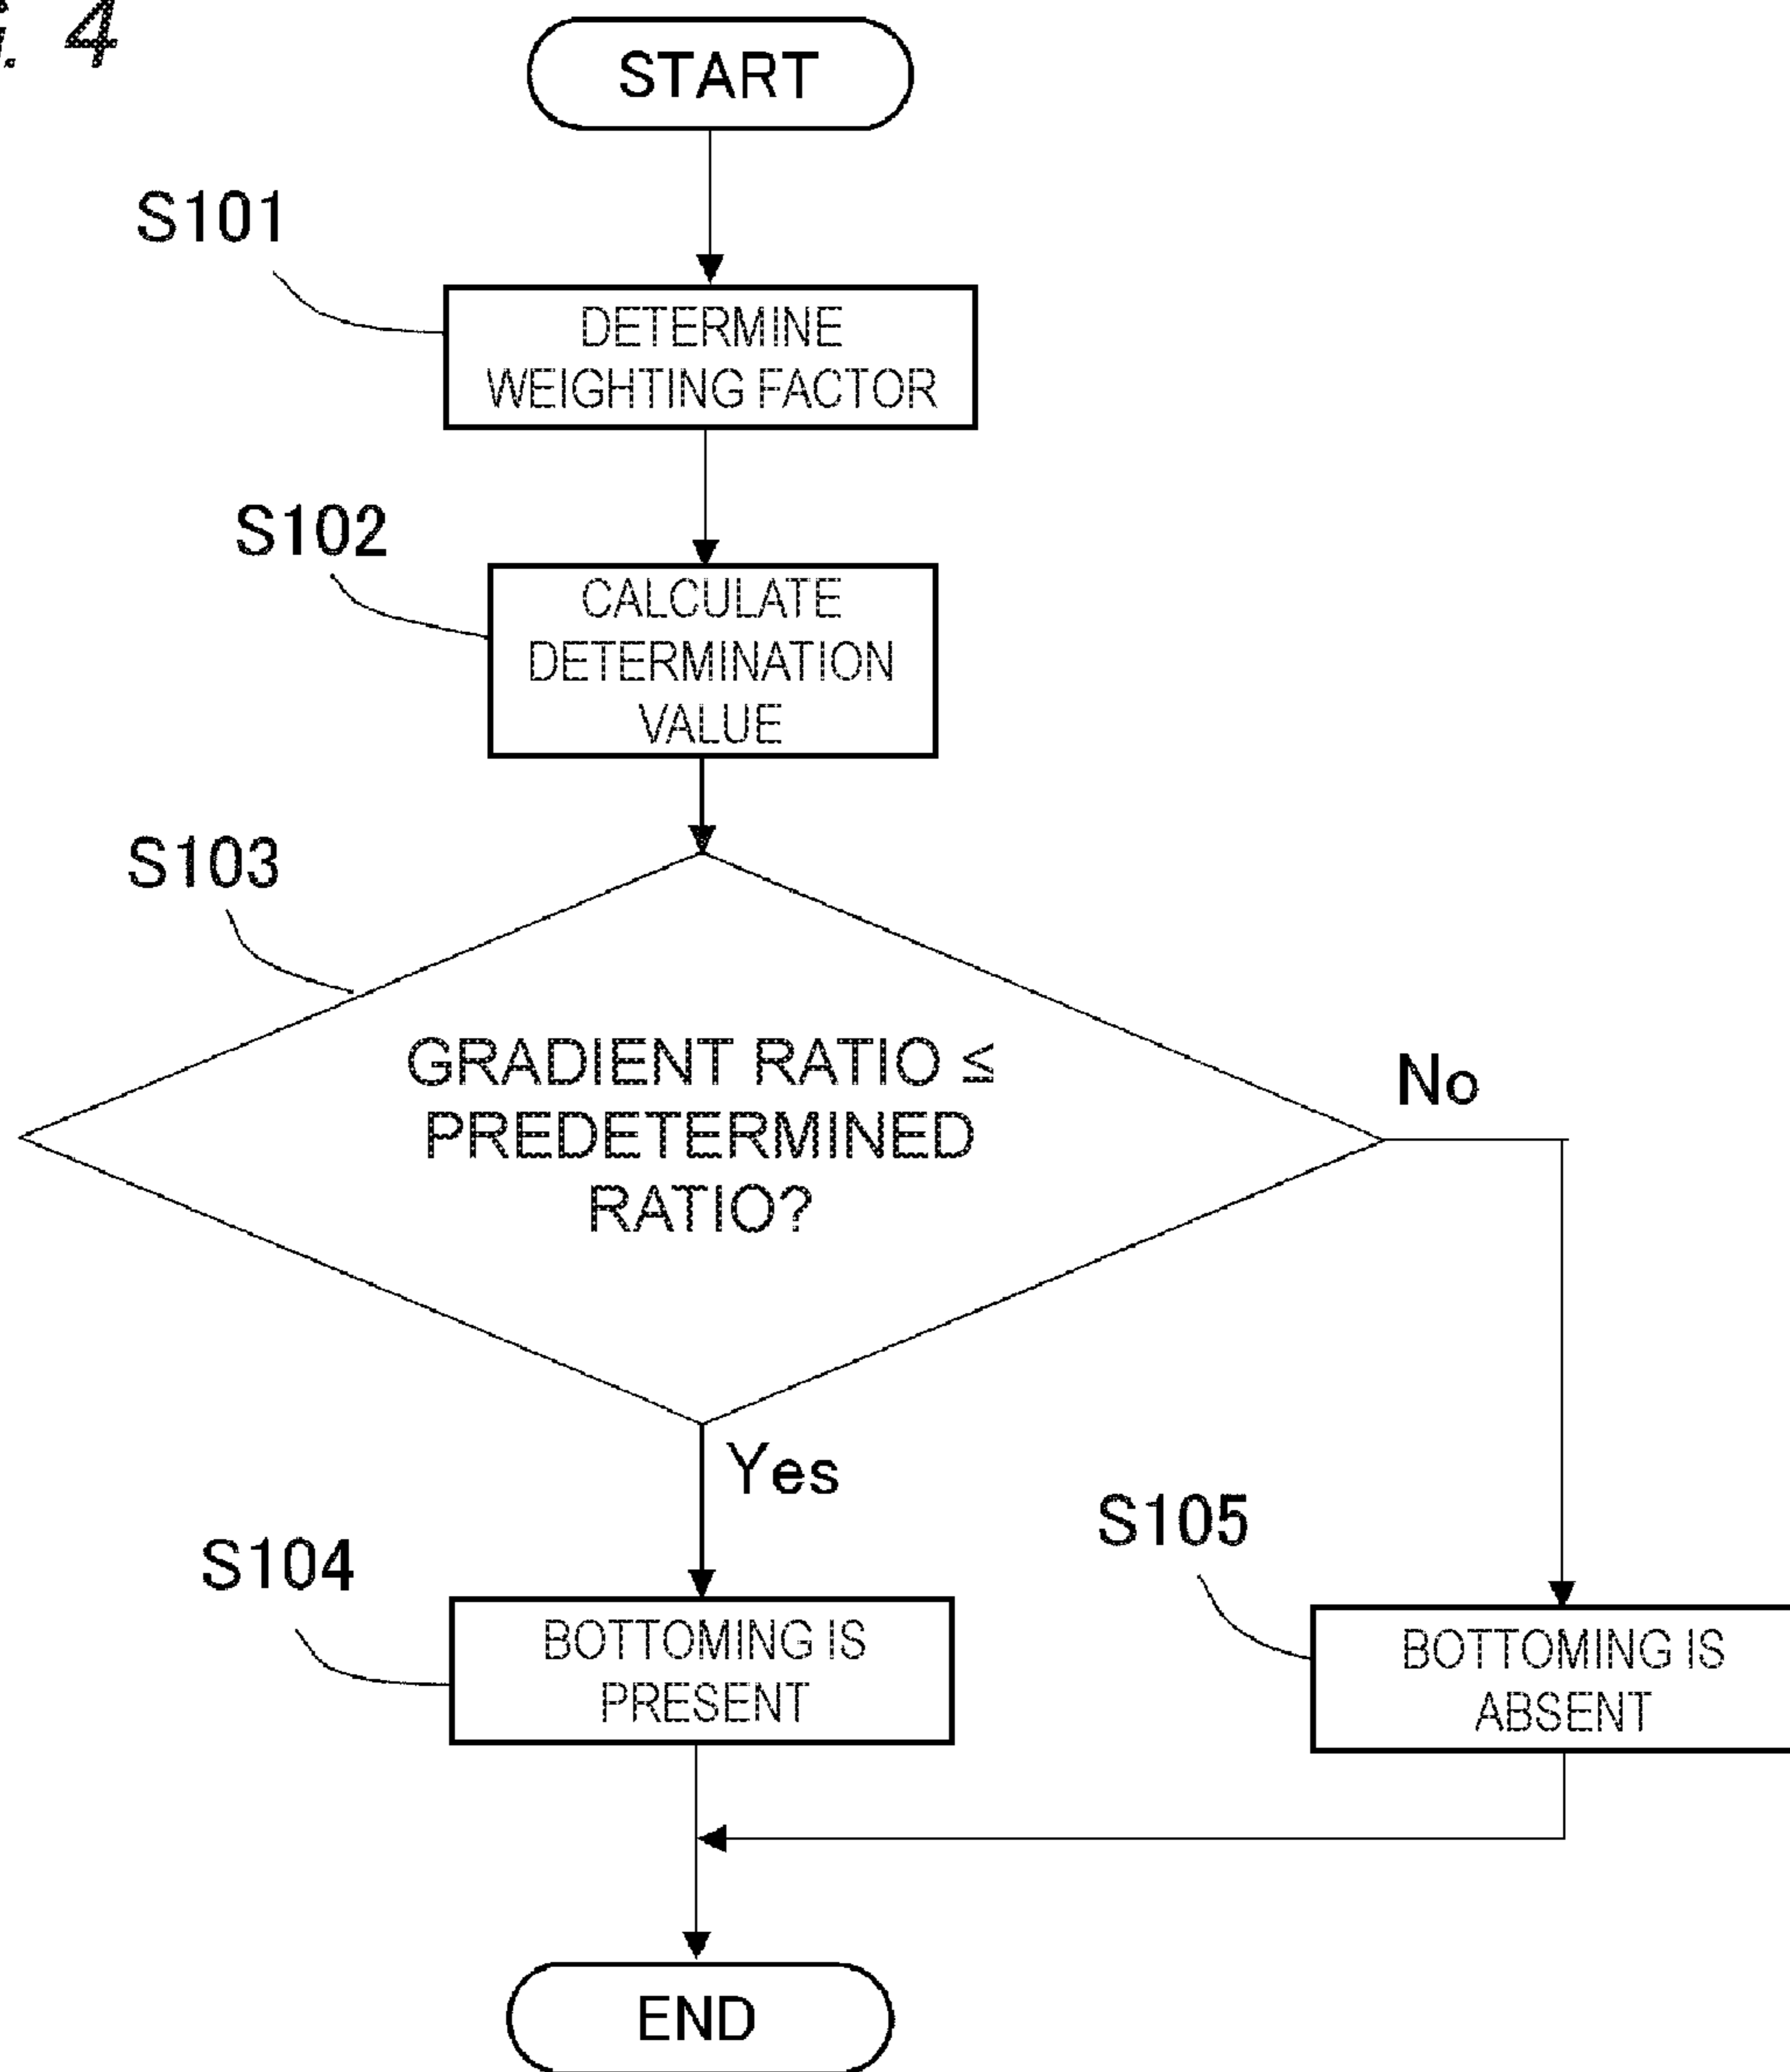 4
START
S101
DETERMINE
WEIGHTING FACTOR
S102
CALCULATE
DETERMINATION
VALUE
S103
GRADIENT RATIO ≤
PREDETERMINED
RATIO?
No
Yes
S104
BOTTOMING IS
PRESENT
S105
BOTTOMING IS
ABSENT
END